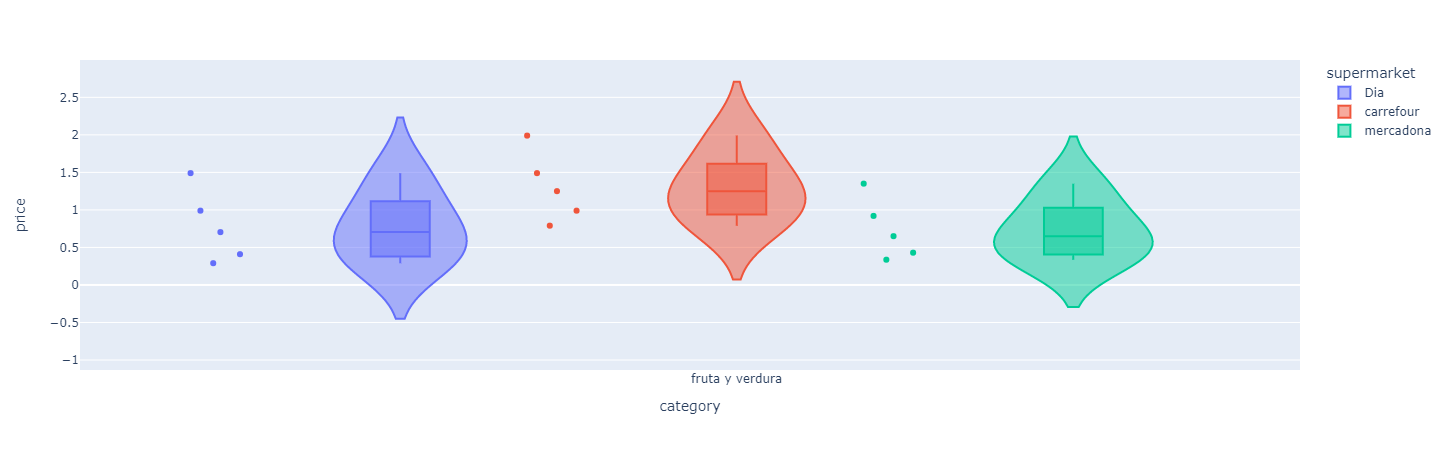 supermarket
Dia
carrefour
mercadona
price
2.5
2
1.5
1
0.5
0
−0.5
−1
fruta y verdura
category